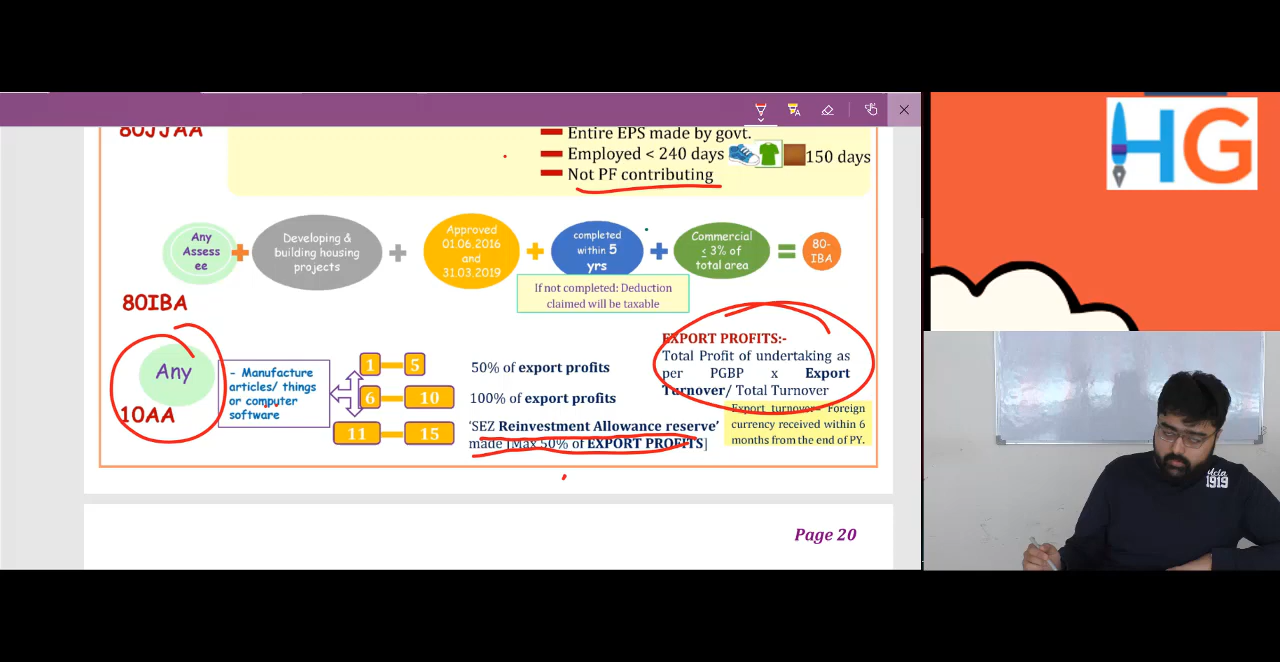 80JJAA
Entire EPS made by govt.
Employed < 240 days 150 days
Not PF contributing
Any
Assess
ee
Developing &
building housing
projects
Approved
01.06.2016
and
31.03.2019
completed
within 5
yrs
Commercial
≤ 3% of
total area
80-
IBA
If not completed: Deduction
claimed will be taxable
80IBA
Any
10AA
- Manufacture
articles/ things
or computer
software
1 5
6 10
11 15
50% of export profits
100% of export profits
'SEZ Reinvestment Allowance reserve'
made [Max 50% of EXPORT PROFITS]
EXPORT PROFITS:-
Total Profit of undertaking as
per PGBP x Export
Turnover/ Total Turnover
Export turnover- Foreign
currency received within 6
months from the end of PY.
Page 20
HG
Ucla
1919